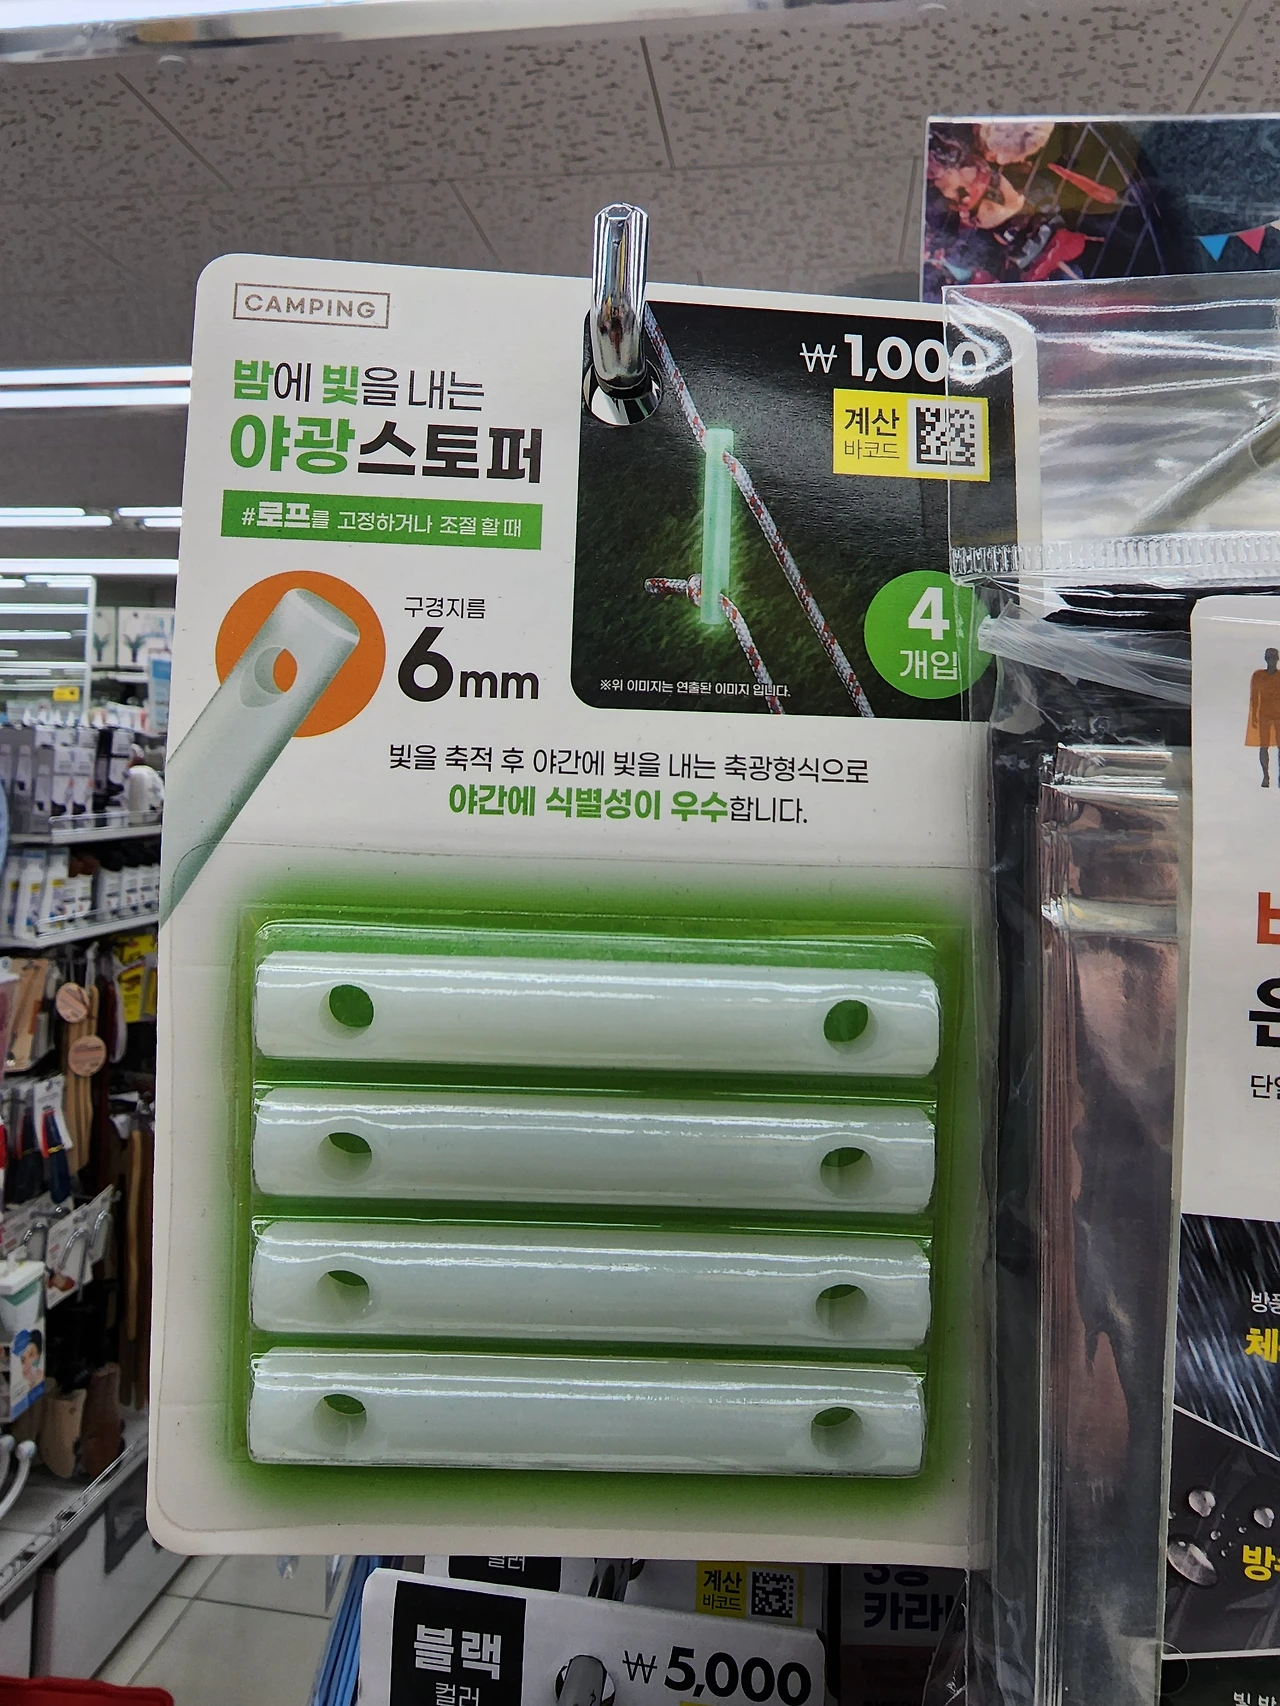 CAMPING
밤에 빛을 내는
야광스토퍼
#로프를 고정하거나 조절 할 때
₩1,000
계산
바코드
구경지름
6mm
4
개입
※위 이미지는 연출된 이미지 입니다.
빛을 축적 후 야간에 빛을 내는 축광형식으로
야간에 식별성이 우수합니다.
컬러
계산
바코드
블랙
컬러
₩5,000